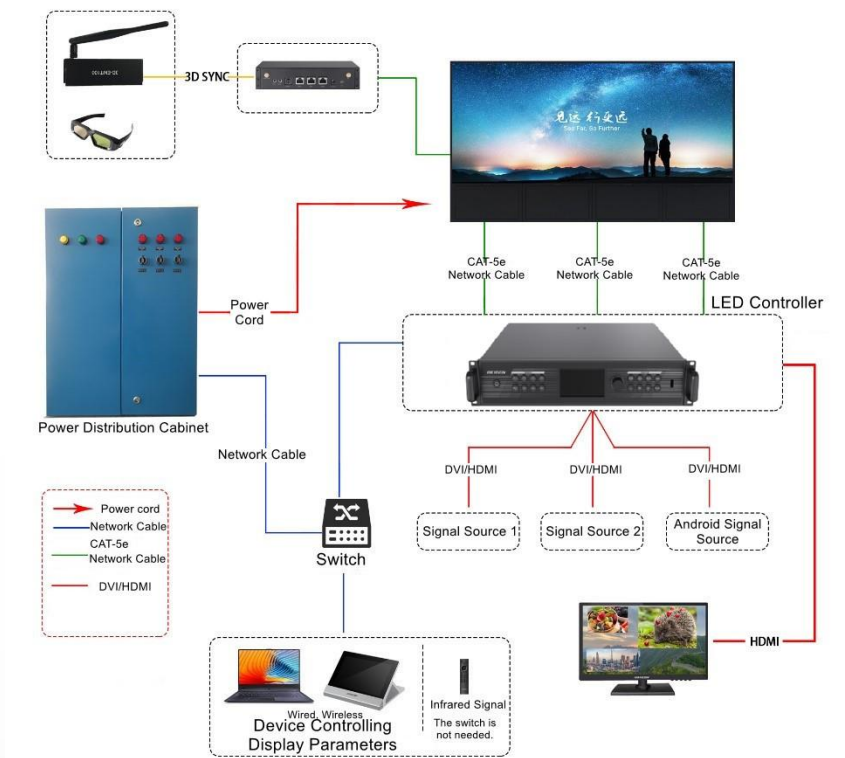 3D-EMT100
3D SYNC
见远 行更远
See Far, Go Further
CAT-5e
Network Cable
CAT-5e
Network Cable
CAT-5e
Network Cable
LED Controller
Power
Cord
Power Distribution Cabinet
Network Cable
DVI/HDMI
DVI/HDMI
DVI/HDMI
Signal Source 1
Signal Source 2
Android Signal
Source
Power cord
Network Cable
CAT-5e
Network Cable
DVI/HDMI
Switch
HDMI
Wired, Wireless
Device Controlling
Display Parameters
Infrared Signal
The switch is
not needed.